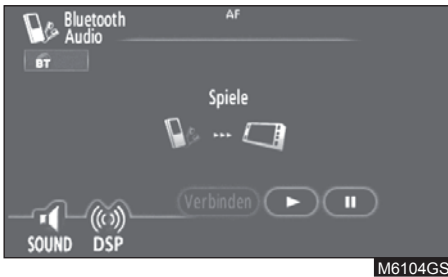 Bluetooth
Audio
AF
BT
Spiele
Verbinden
SOUND
DSP
M6104GS